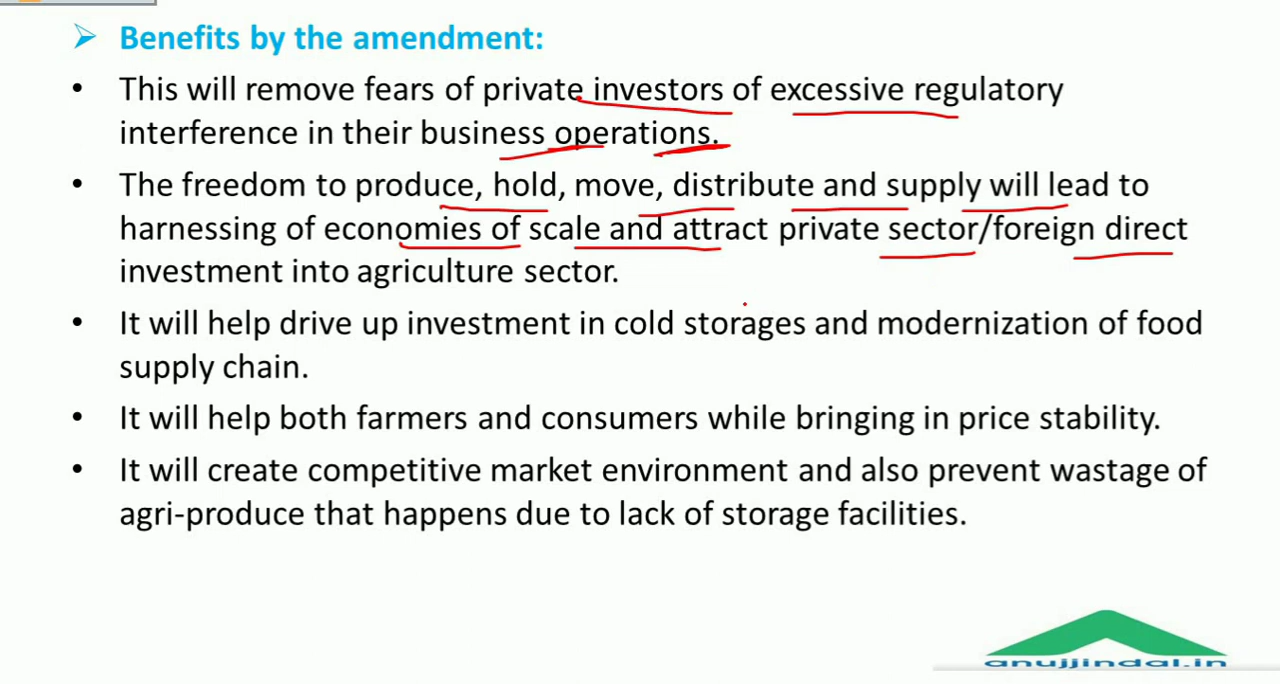 ➢ Benefits by the amendment:
• This will remove fears of private investors of excessive regulatory
interference in their business operations.
• The freedom to produce, hold, move, distribute and supply will lead to
harnessing of economies of scale and attract private sector/foreign direct
investment into agriculture sector.
• It will help drive up investment in cold storages and modernization of food
supply chain.
• It will help both farmers and consumers while bringing in price stability.
• It will create competitive market environment and also prevent wastage of
agri-produce that happens due to lack of storage facilities.
anujjindal.in